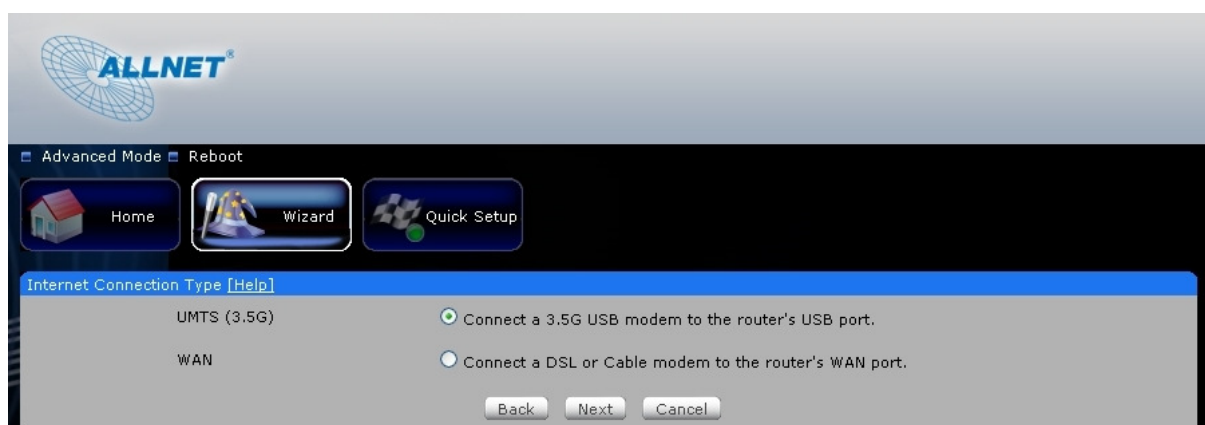 ALLNET®
Advanced Mode Reboot
Home Wizard Quick Setup
Internet Connection Type [Help]
UMTS (3.5G) Connect a 3.5G USB modem to the router's USB port.
WAN Connect a DSL or Cable modem to the router's WAN port.
Back Next Cancel